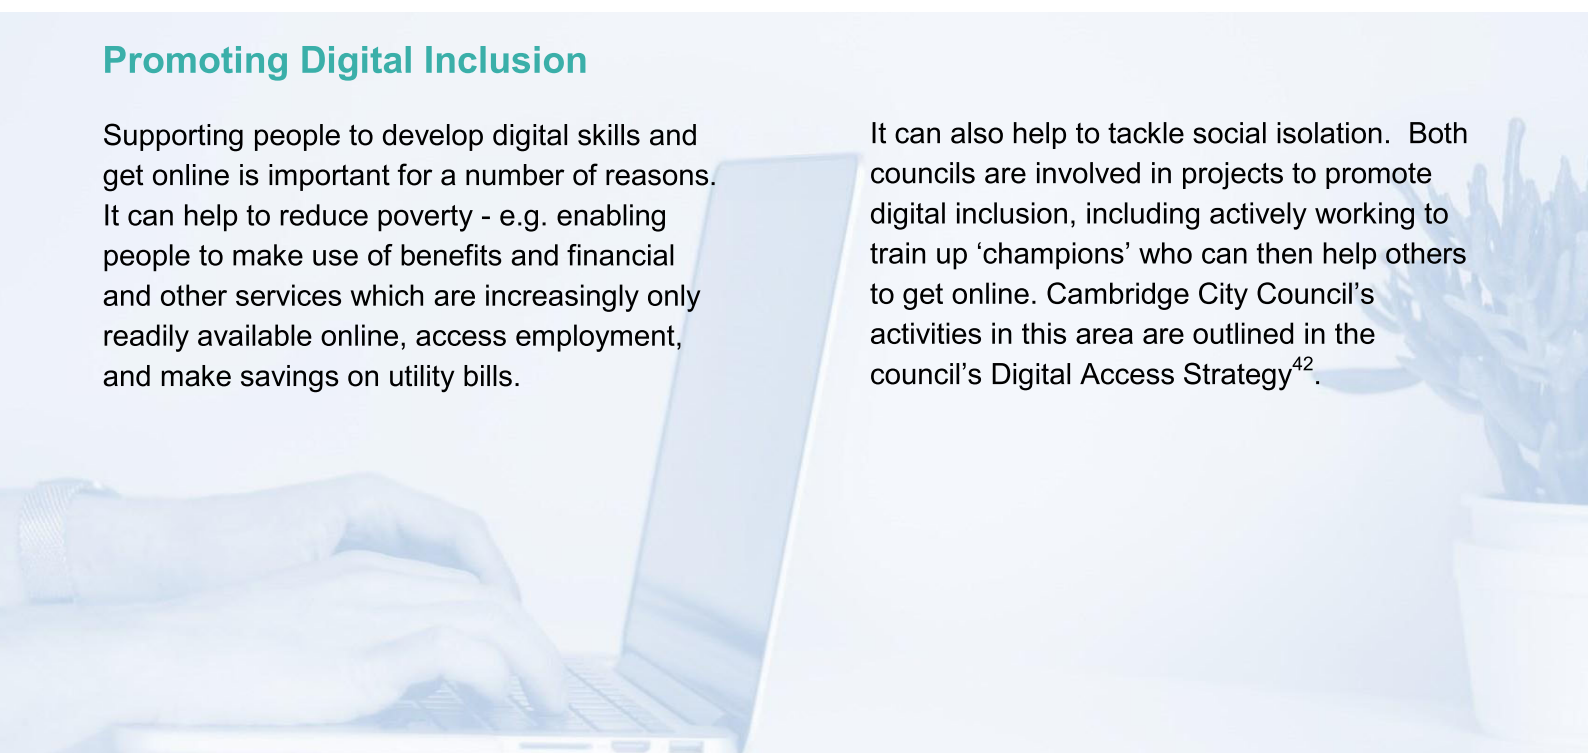 Promoting Digital Inclusion
Supporting people to develop digital skills and
get online is important for a number of reasons.
It can help to reduce poverty - e.g. enabling
people to make use of benefits and financial
and other services which are increasingly only
readily available online, access employment,
and make savings on utility bills.
It can also help to tackle social isolation.  Both
councils are involved in projects to promote
digital inclusion, including actively working to
train up ‘champions’ who can then help others
to get online. Cambridge City Council’s
activities in this area are outlined in the
council’s Digital Access Strategy⁴².